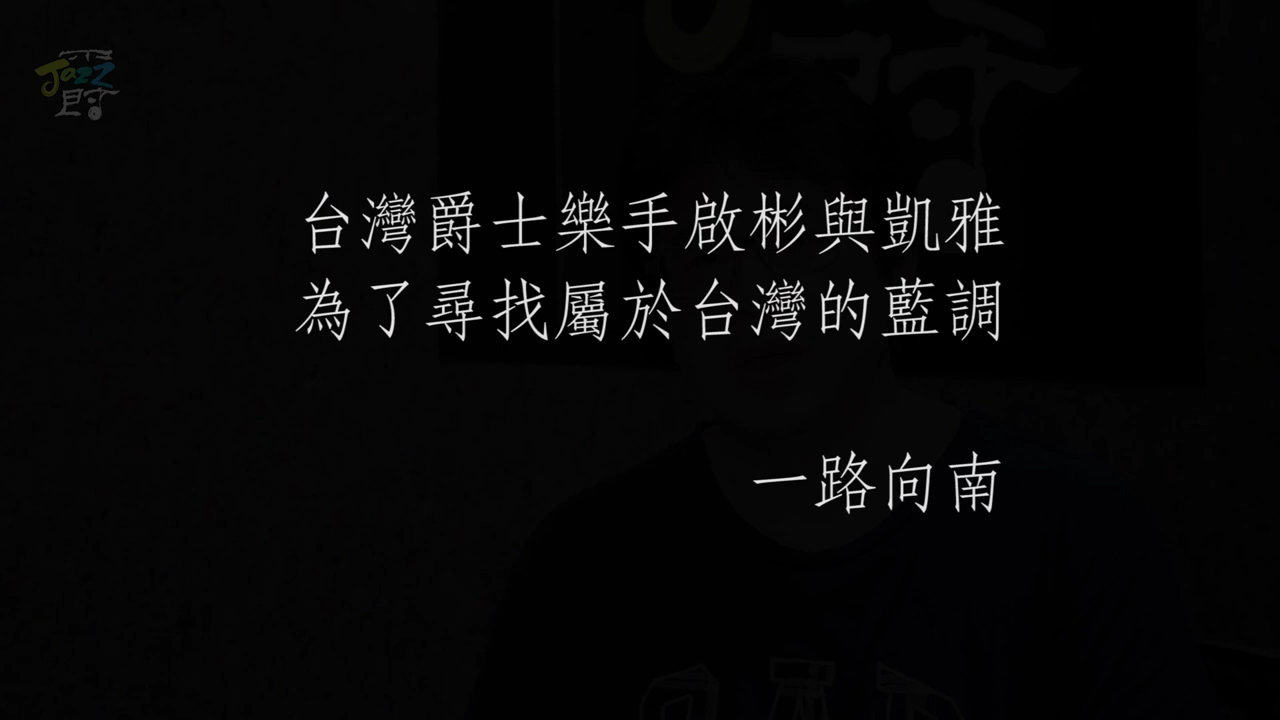 Jazz
台灣爵士樂手啟彬與凱雅
為了尋找屬於台灣的藍調
一路向南